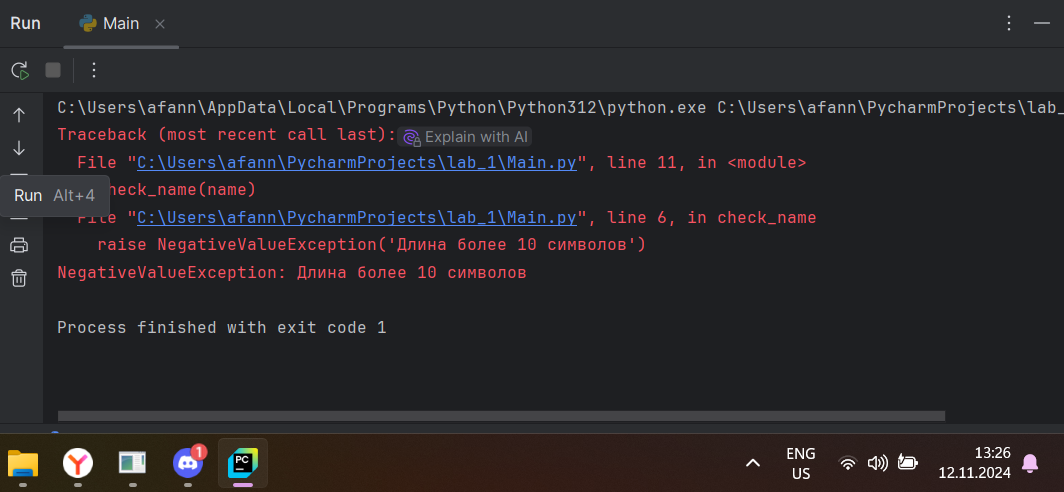 Run Main
C:\Users\afann\AppData\Local\Programs\Python\Python312\python.exe C:\Users\afann\PycharmProjects\lab_
Traceback (most recent call last): Explain with AI
File "C:\Users\afann\PycharmProjects\lab_1\Main.py", line 11, in <module>
Run Alt+4
heck_name(name)
File "C:\Users\afann\PycharmProjects\lab_1\Main.py", line 6, in check_name
raise NegativeValueException('Длина более 10 символов')
NegativeValueException: Длина более 10 символов
Process finished with exit code 1
Y
1
PC
ENG
US
13:26
12.11.2024